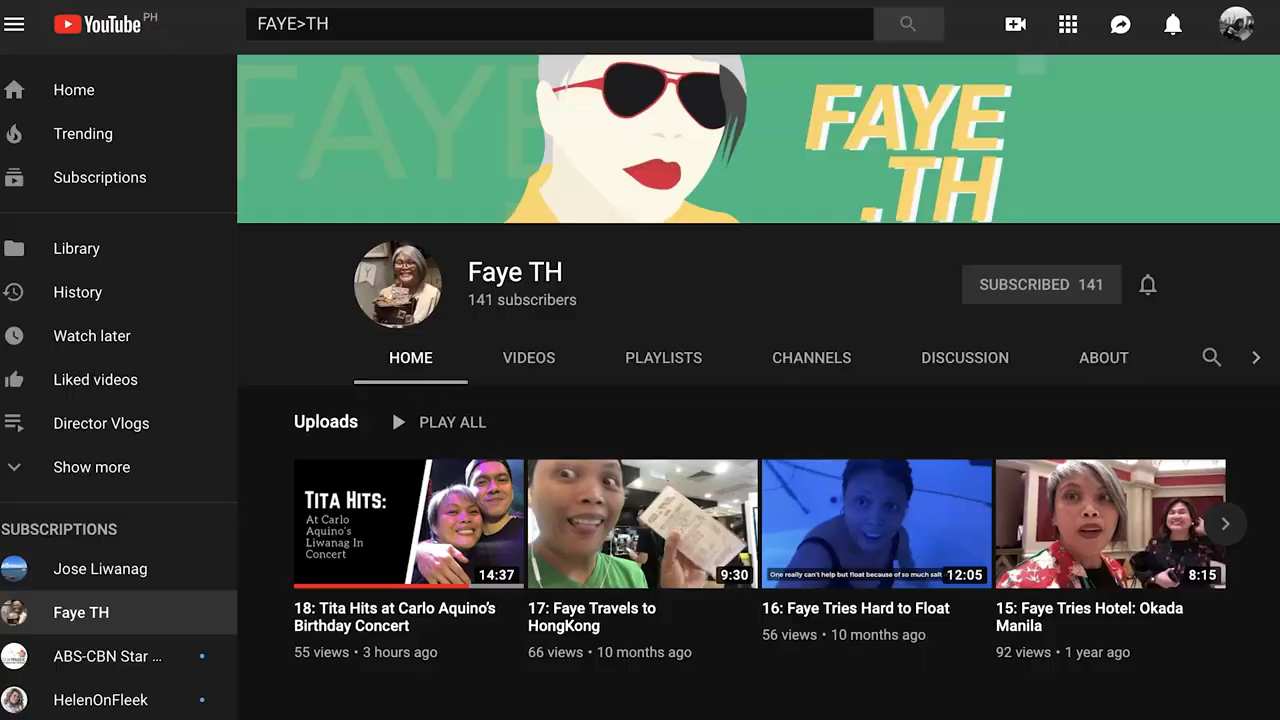 YouTube PH
FAYE>TH
Home
Trending
Subscriptions
Library
History
Watch later
Liked videos
Director Vlogs
Show more
SUBSCRIPTIONS
Jose Liwanag
Faye TH
ABS-CBN Star ...
HelenOnFleek
FAYE
FAYE
.TH
Faye TH
141 subscribers
SUBSCRIBED 141
HOME VIDEOS PLAYLISTS CHANNELS DISCUSSION ABOUT
Uploads PLAY ALL
TITA HITS:
At Carlo
Aquino's
Liwanag In
Concert
14:37
18: Tita Hits at Carlo Aquino’s
Birthday Concert
55 views • 3 hours ago
9:30
17: Faye Travels to
HongKong
66 views • 10 months ago
One really can't help but float because of so much salt
12:05
16: Faye Tries Hard to Float
56 views • 10 months ago
8:15
15: Faye Tries Hotel: Okada
Manila
92 views • 1 year ago